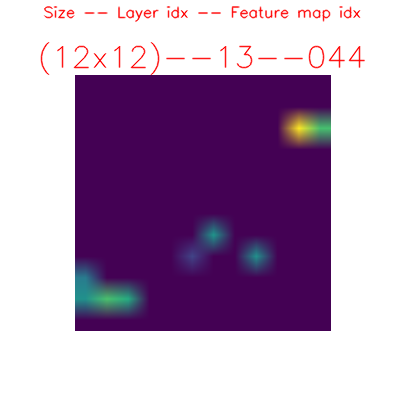 Size -- Layer idx -- Feature map idx
(12x12)--13--044